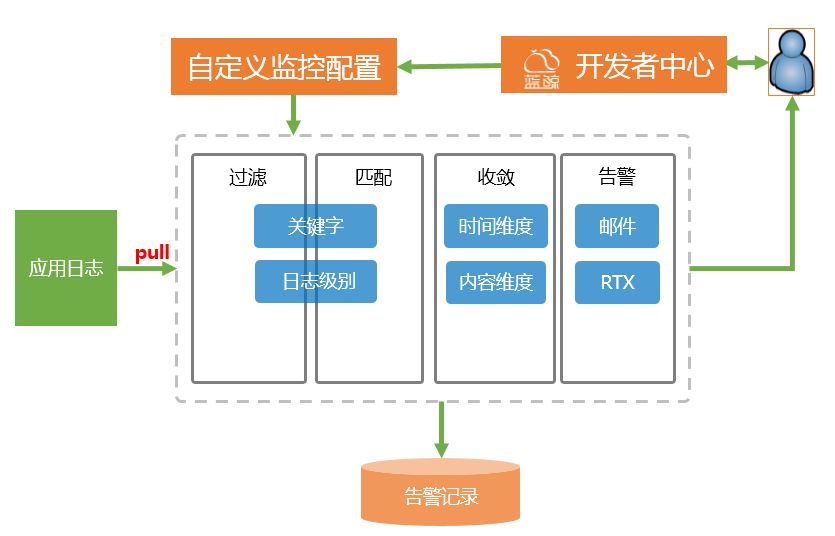 自定义监控配置
蓝鲸
开发者中心
过滤
匹配
收敛
告警
关键字
时间维度
邮件
pull
应用日志
日志级别
内容维度
RTX
告警记录